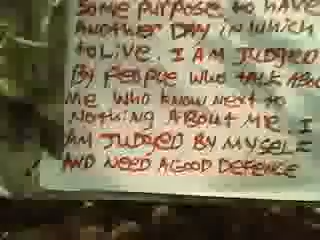 SOME PURPOSE to HAVE
ANOTHER DAY IN WHICH
to LIVE. I AM JUDGED
BY PEOPLE WHO TALK ABOU
ME WHO KNOW NEXT to
NOTHING ABOUT ME. I
AM JUDGED BY MYSELF
AND NEED A GOOD DEFENCE